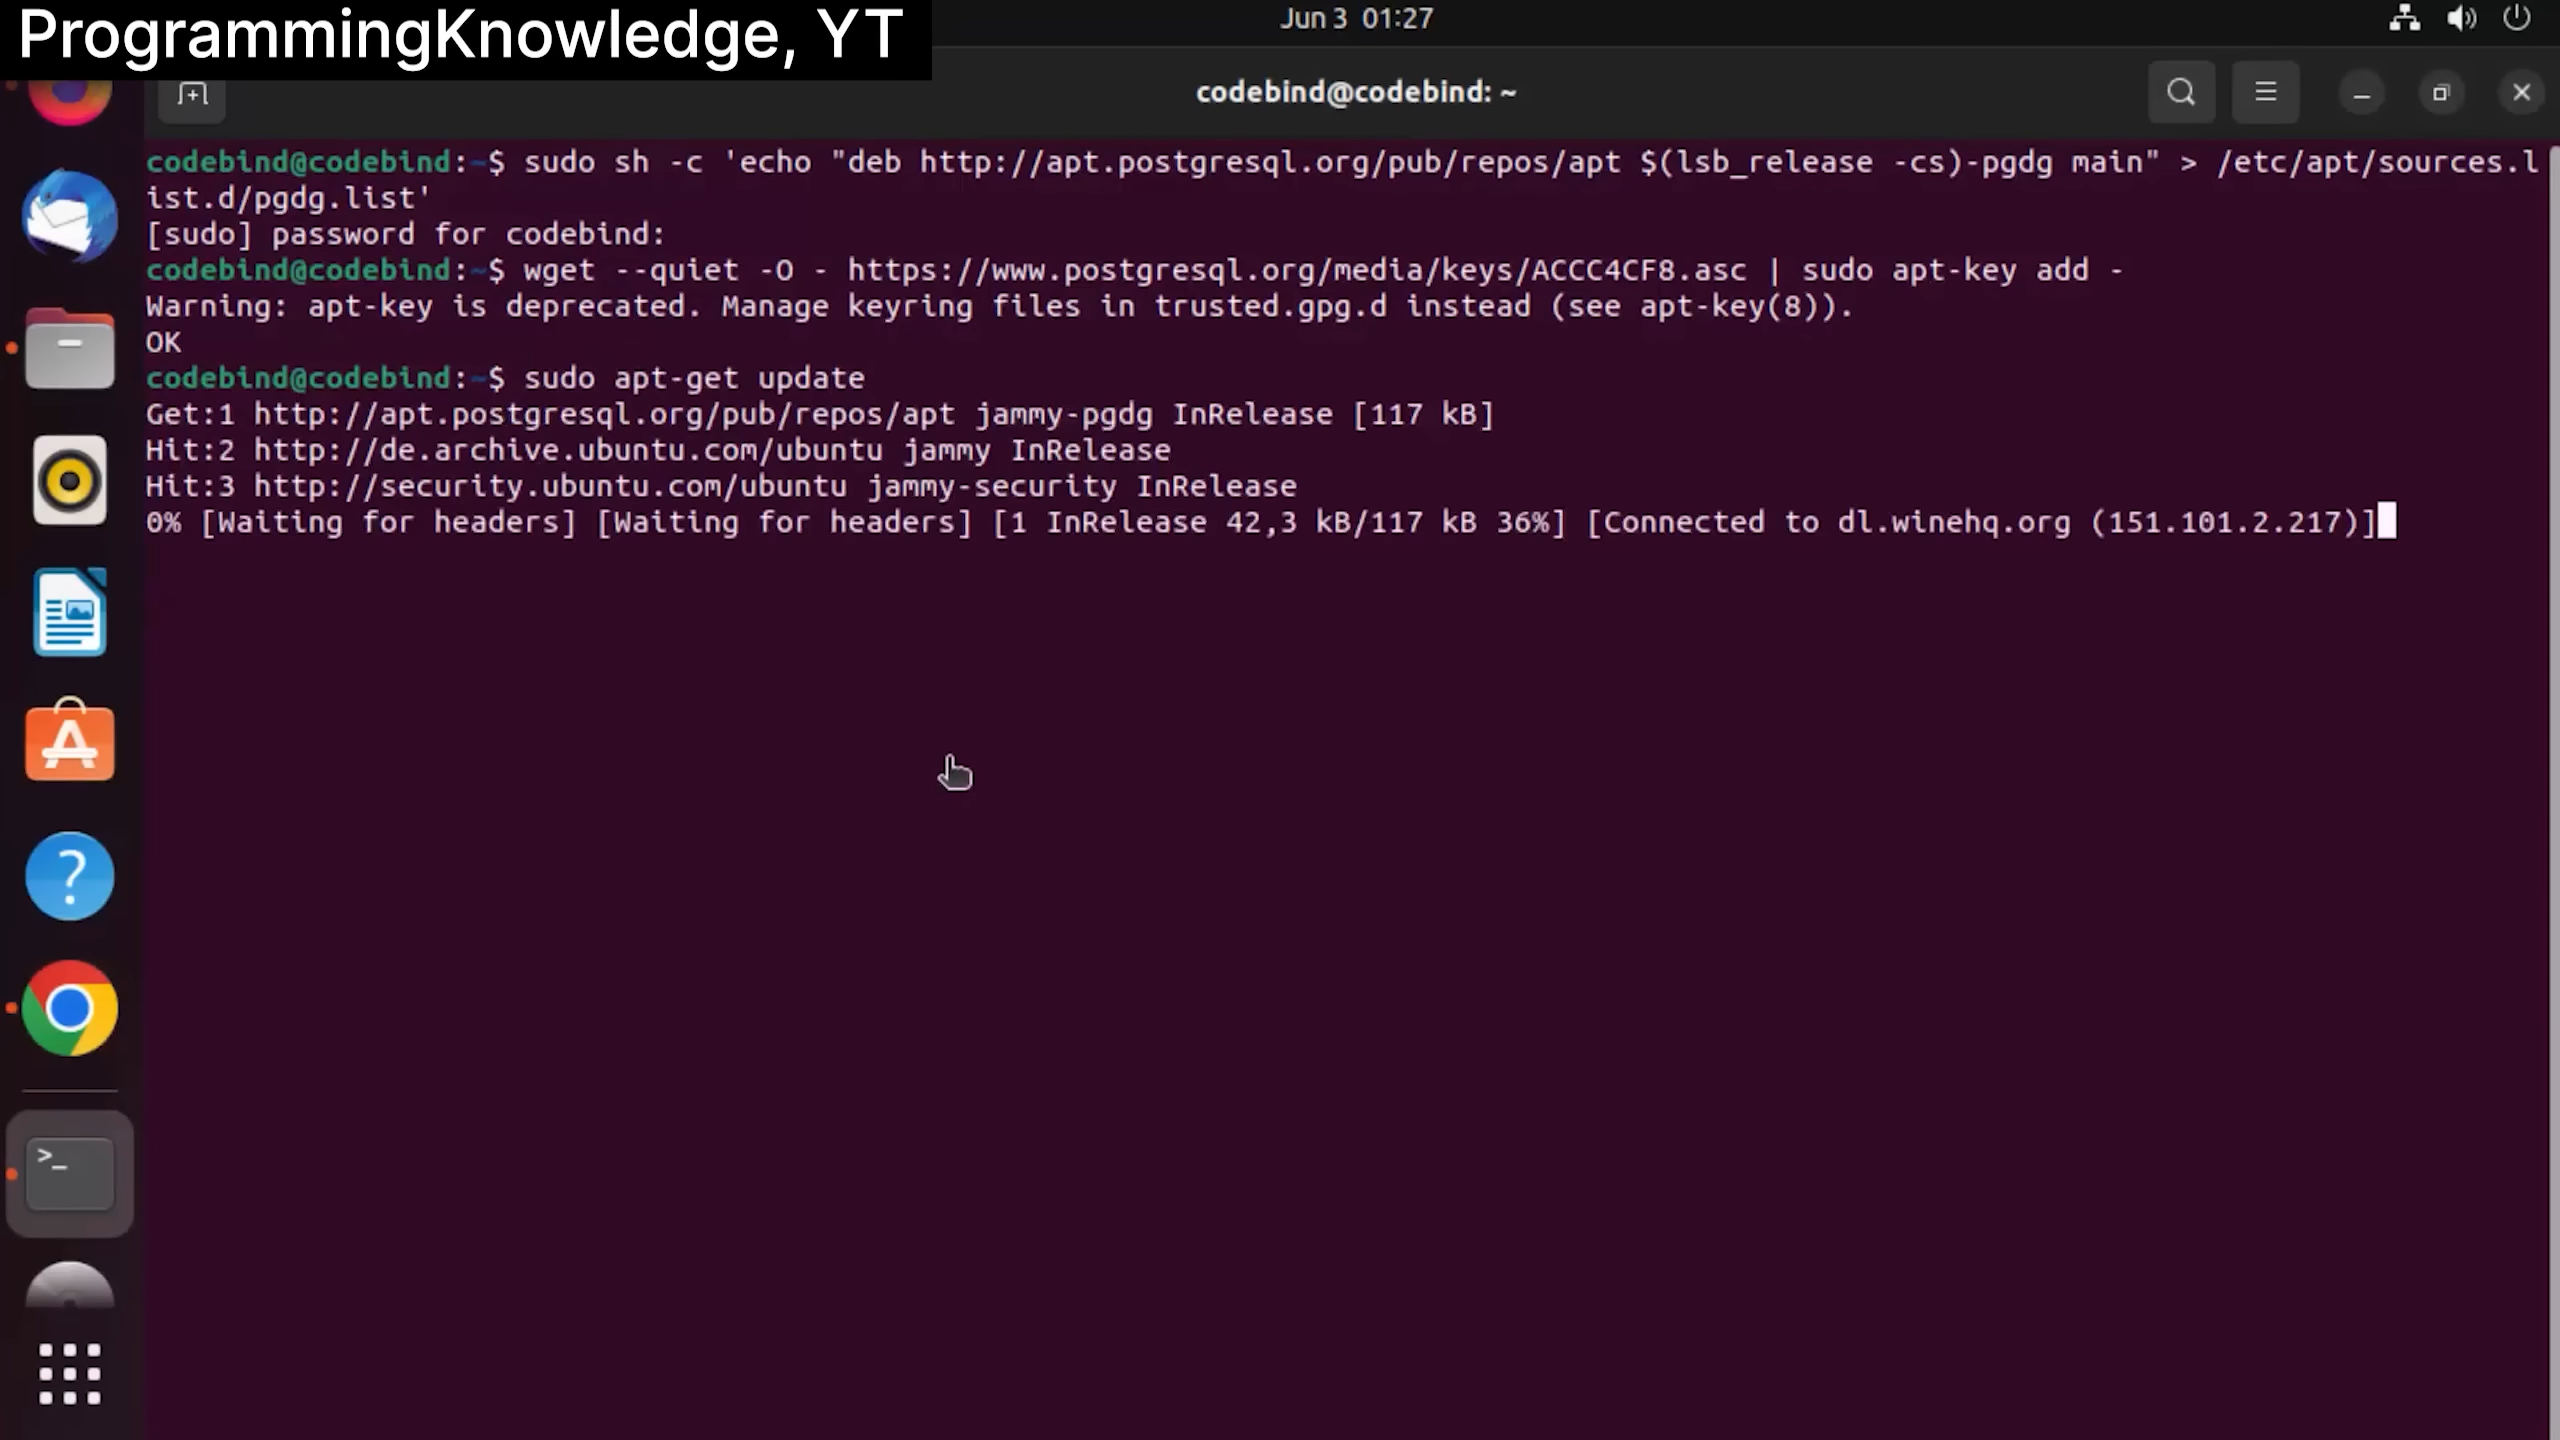 ProgrammingKnowledge, YT
Jun 3 01:27
codebind@codebind: ~
codebind@codebind:~$ sudo sh -c 'echo "deb http://apt.postgresql.org/pub/repos/apt $(lsb_release -cs)-pgdg main" > /etc/apt/sources.l
ist.d/pgdg.list'
[sudo] password for codebind:
codebind@codebind:~$ wget --quiet -O - https://www.postgresql.org/media/keys/ACCC4CF8.asc | sudo apt-key add -
Warning: apt-key is deprecated. Manage keyring files in trusted.gpg.d instead (see apt-key(8)).
OK
codebind@codebind:~$ sudo apt-get update
Get:1 http://apt.postgresql.org/pub/repos/apt jammy-pgdg InRelease [117 kB]
Hit:2 http://de.archive.ubuntu.com/ubuntu jammy InRelease
Hit:3 http://security.ubuntu.com/ubuntu jammy-security InRelease
0% [Waiting for headers] [Waiting for headers] [1 InRelease 42,3 kB/117 kB 36%] [Connected to dl.winehq.org (151.101.2.217)]